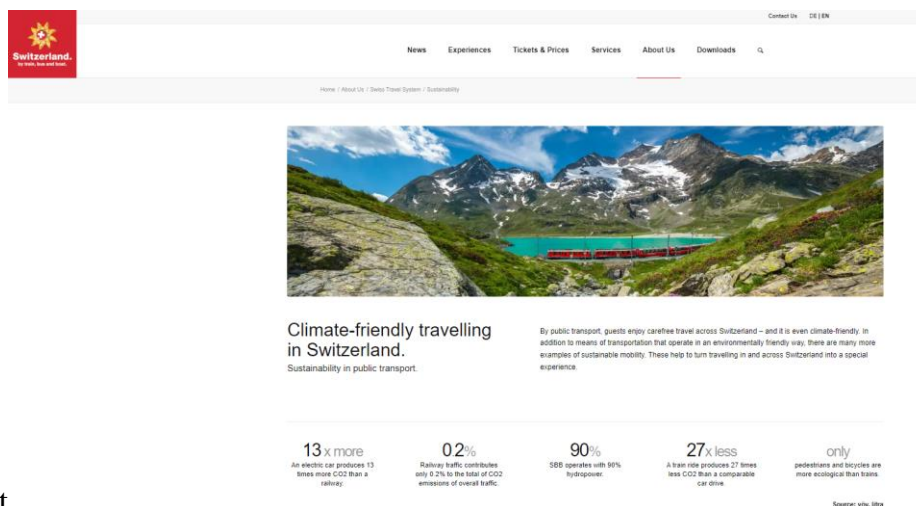 Contact Us DE | EN
Switzerland.
by train, bus and boat.
News Experiences Tickets & Prices Services About Us Downloads
Home / About Us / Swiss Travel System / Sustainability
Climate-friendly travelling
in Switzerland.
Sustainability in public transport.
By public transport, guests enjoy carefree travel across Switzerland – and it is even climate-friendly. In
addition to means of transportation that operate in an environmentally friendly way, there are many more
examples of sustainable mobility. These help to turn travelling in and across Switzerland into a special
experience.
13 x more
An electric car produces 13
times more CO2 than a
railway.
0.2%
Railway traffic contributes
only 0.2% to the total of CO2
emissions of overall traffic.
90%
SBB operates with 90%
hydropower.
27x less
A train ride produces 27 times
less CO2 than a comparable
car drive.
only
pedestrians and bicycles are
more ecological than trains.
Source: vöv, litra
t